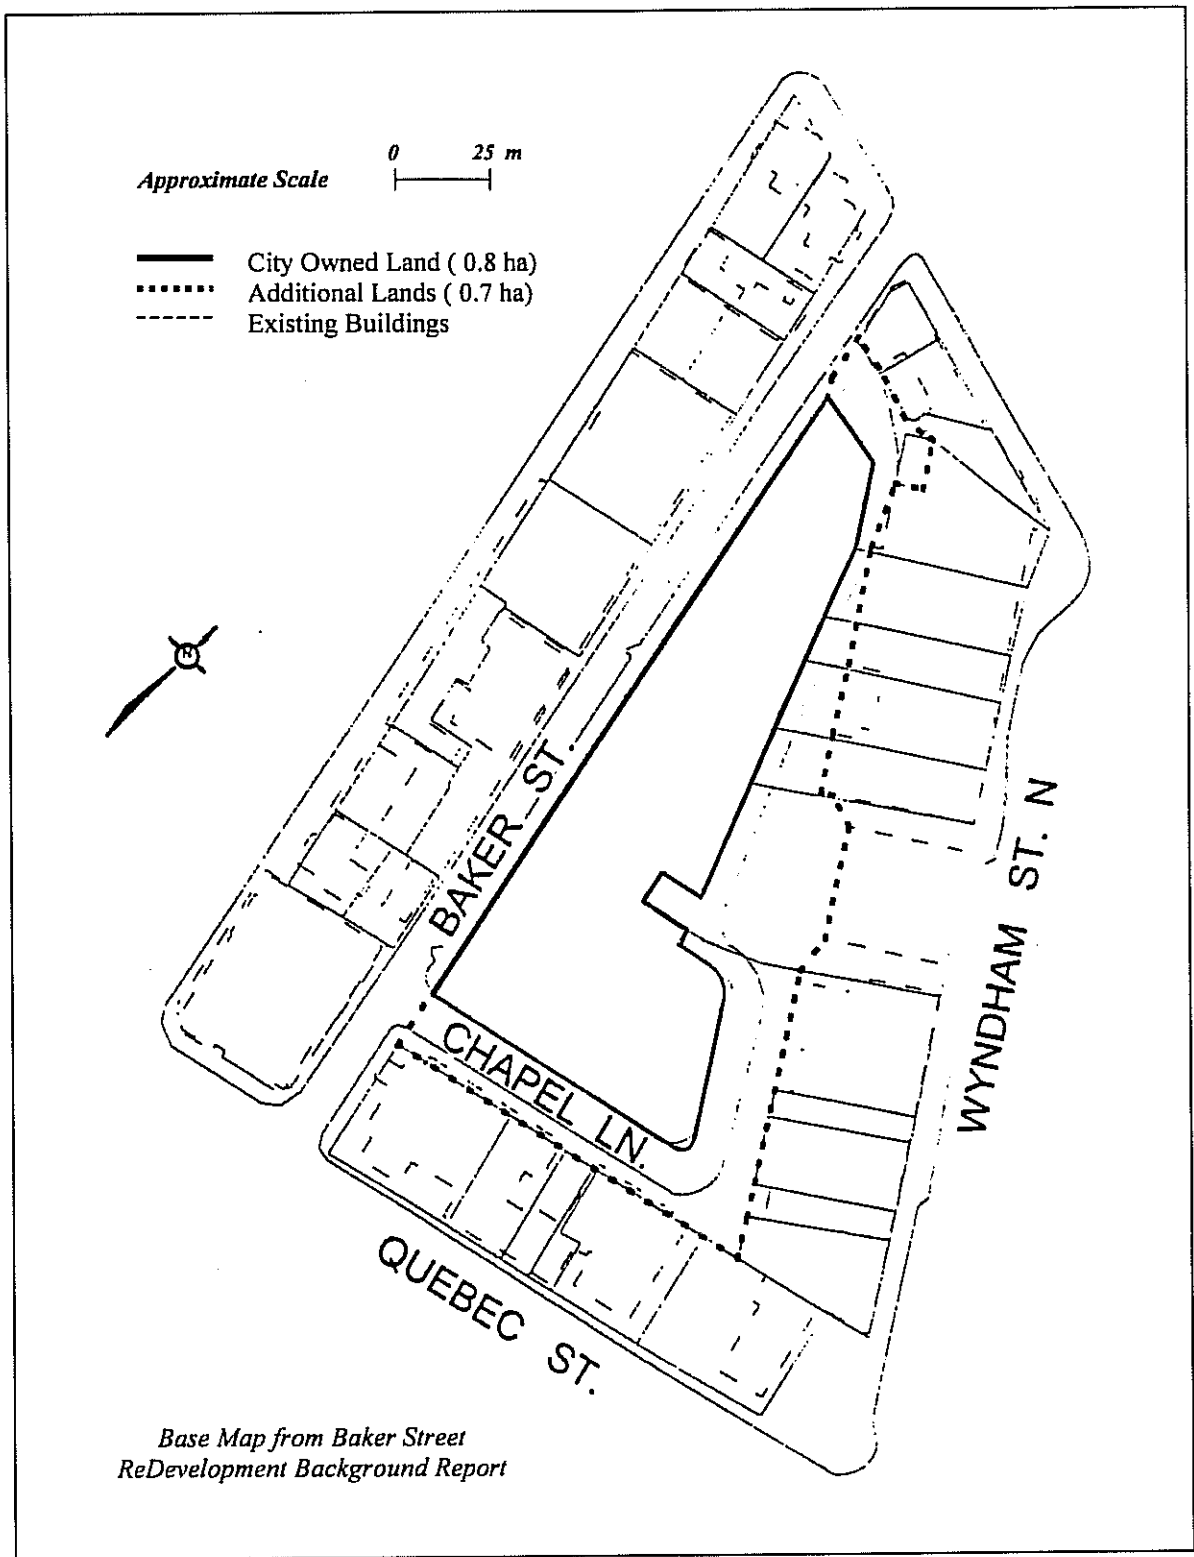 0 25 m
Approximate Scale
City Owned Land ( 0.8 ha)
Additional Lands ( 0.7 ha)
Existing Buildings
N
BAKER ST.
CHAPEL LN.
WYNDHAM ST. N
QUEBEC ST.
Base Map from Baker Street
ReDevelopment Background Report